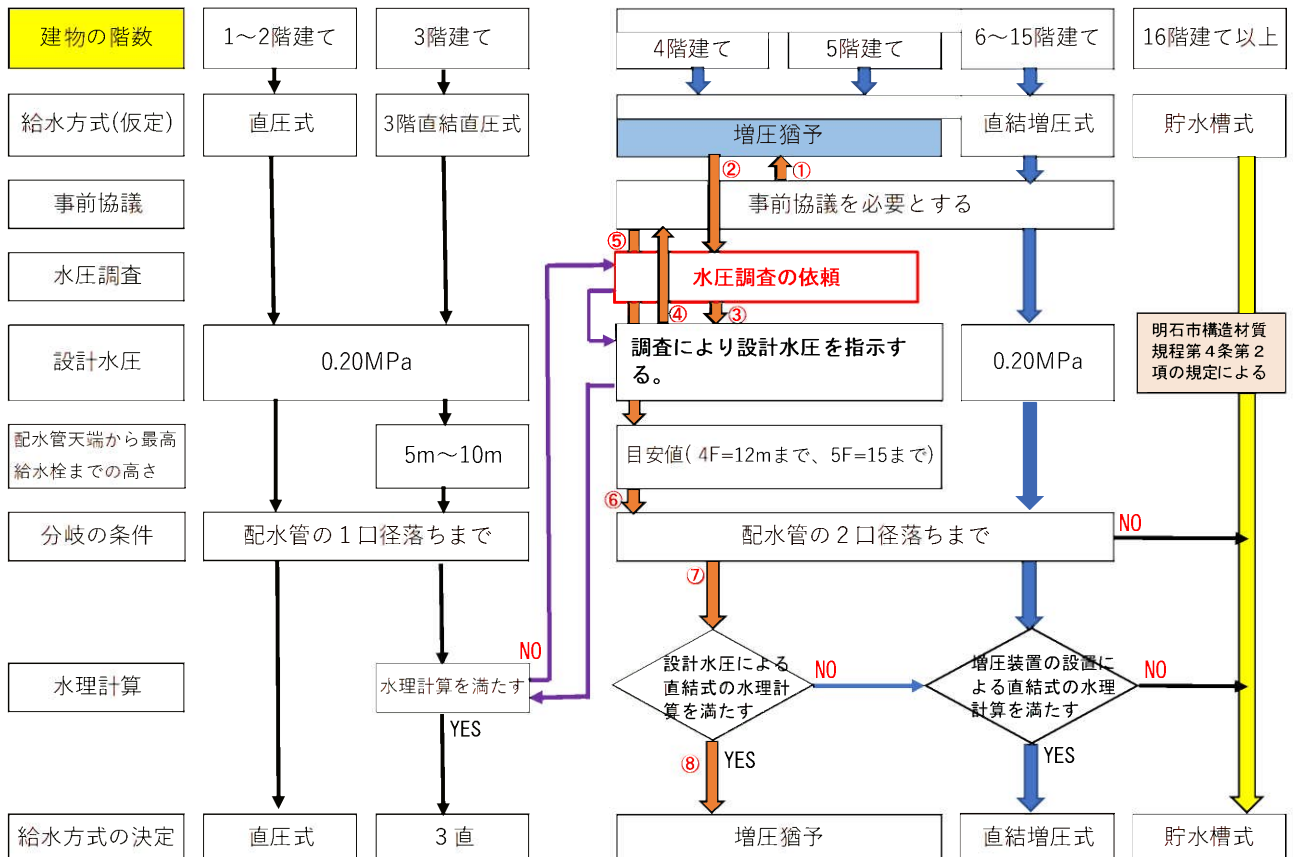 建物の階数
1～2階建て
3階建て
4階建て
5階建て
6～15階建て
16階建て以上
給水方式(仮定)
直圧式
3階直結直圧式
増圧猶予
直結増圧式
貯水槽式
②
①
事前協議
事前協議を必要とする
⑤
水圧調査
水圧調査の依頼
④
③
設計水圧
0.20MPa
調査により設計水圧を指示す
る。
0.20MPa
明石市構造材質
規程第4条第2
項の規定による
配水管天端から最高
給水栓までの高さ
5m～10m
目安値( 4F=12mまで、5F=15まで)
⑥
分岐の条件
配水管の１口径落ちまで
配水管の２口径落ちまで
NO
⑦
水理計算
水理計算を満たす
NO
YES
設計水圧による
直結式の水理計
算を満たす
NO
増圧装置の設置に
よる直結式の水理
計算を満たす
NO
⑧
YES
YES
給水方式の決定
直圧式
3直
増圧猶予
直結増圧式
貯水槽式